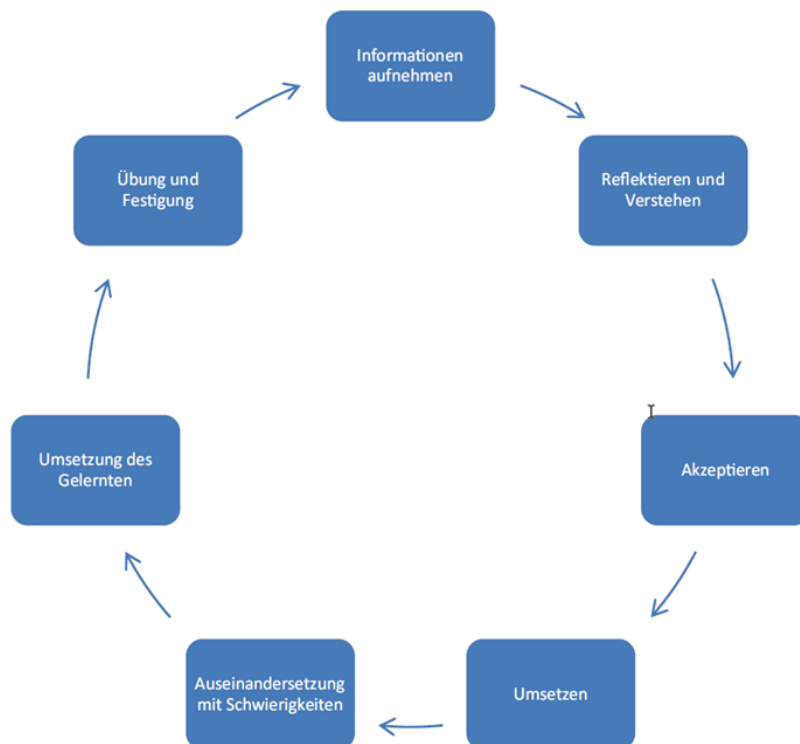 Informationen
aufnehmen
Reflektieren und
Verstehen
Akzeptieren
Umsetzen
Auseinandersetzung
mit Schwierigkeiten
Umsetzung des
Gelernten
Übung und
Festigung